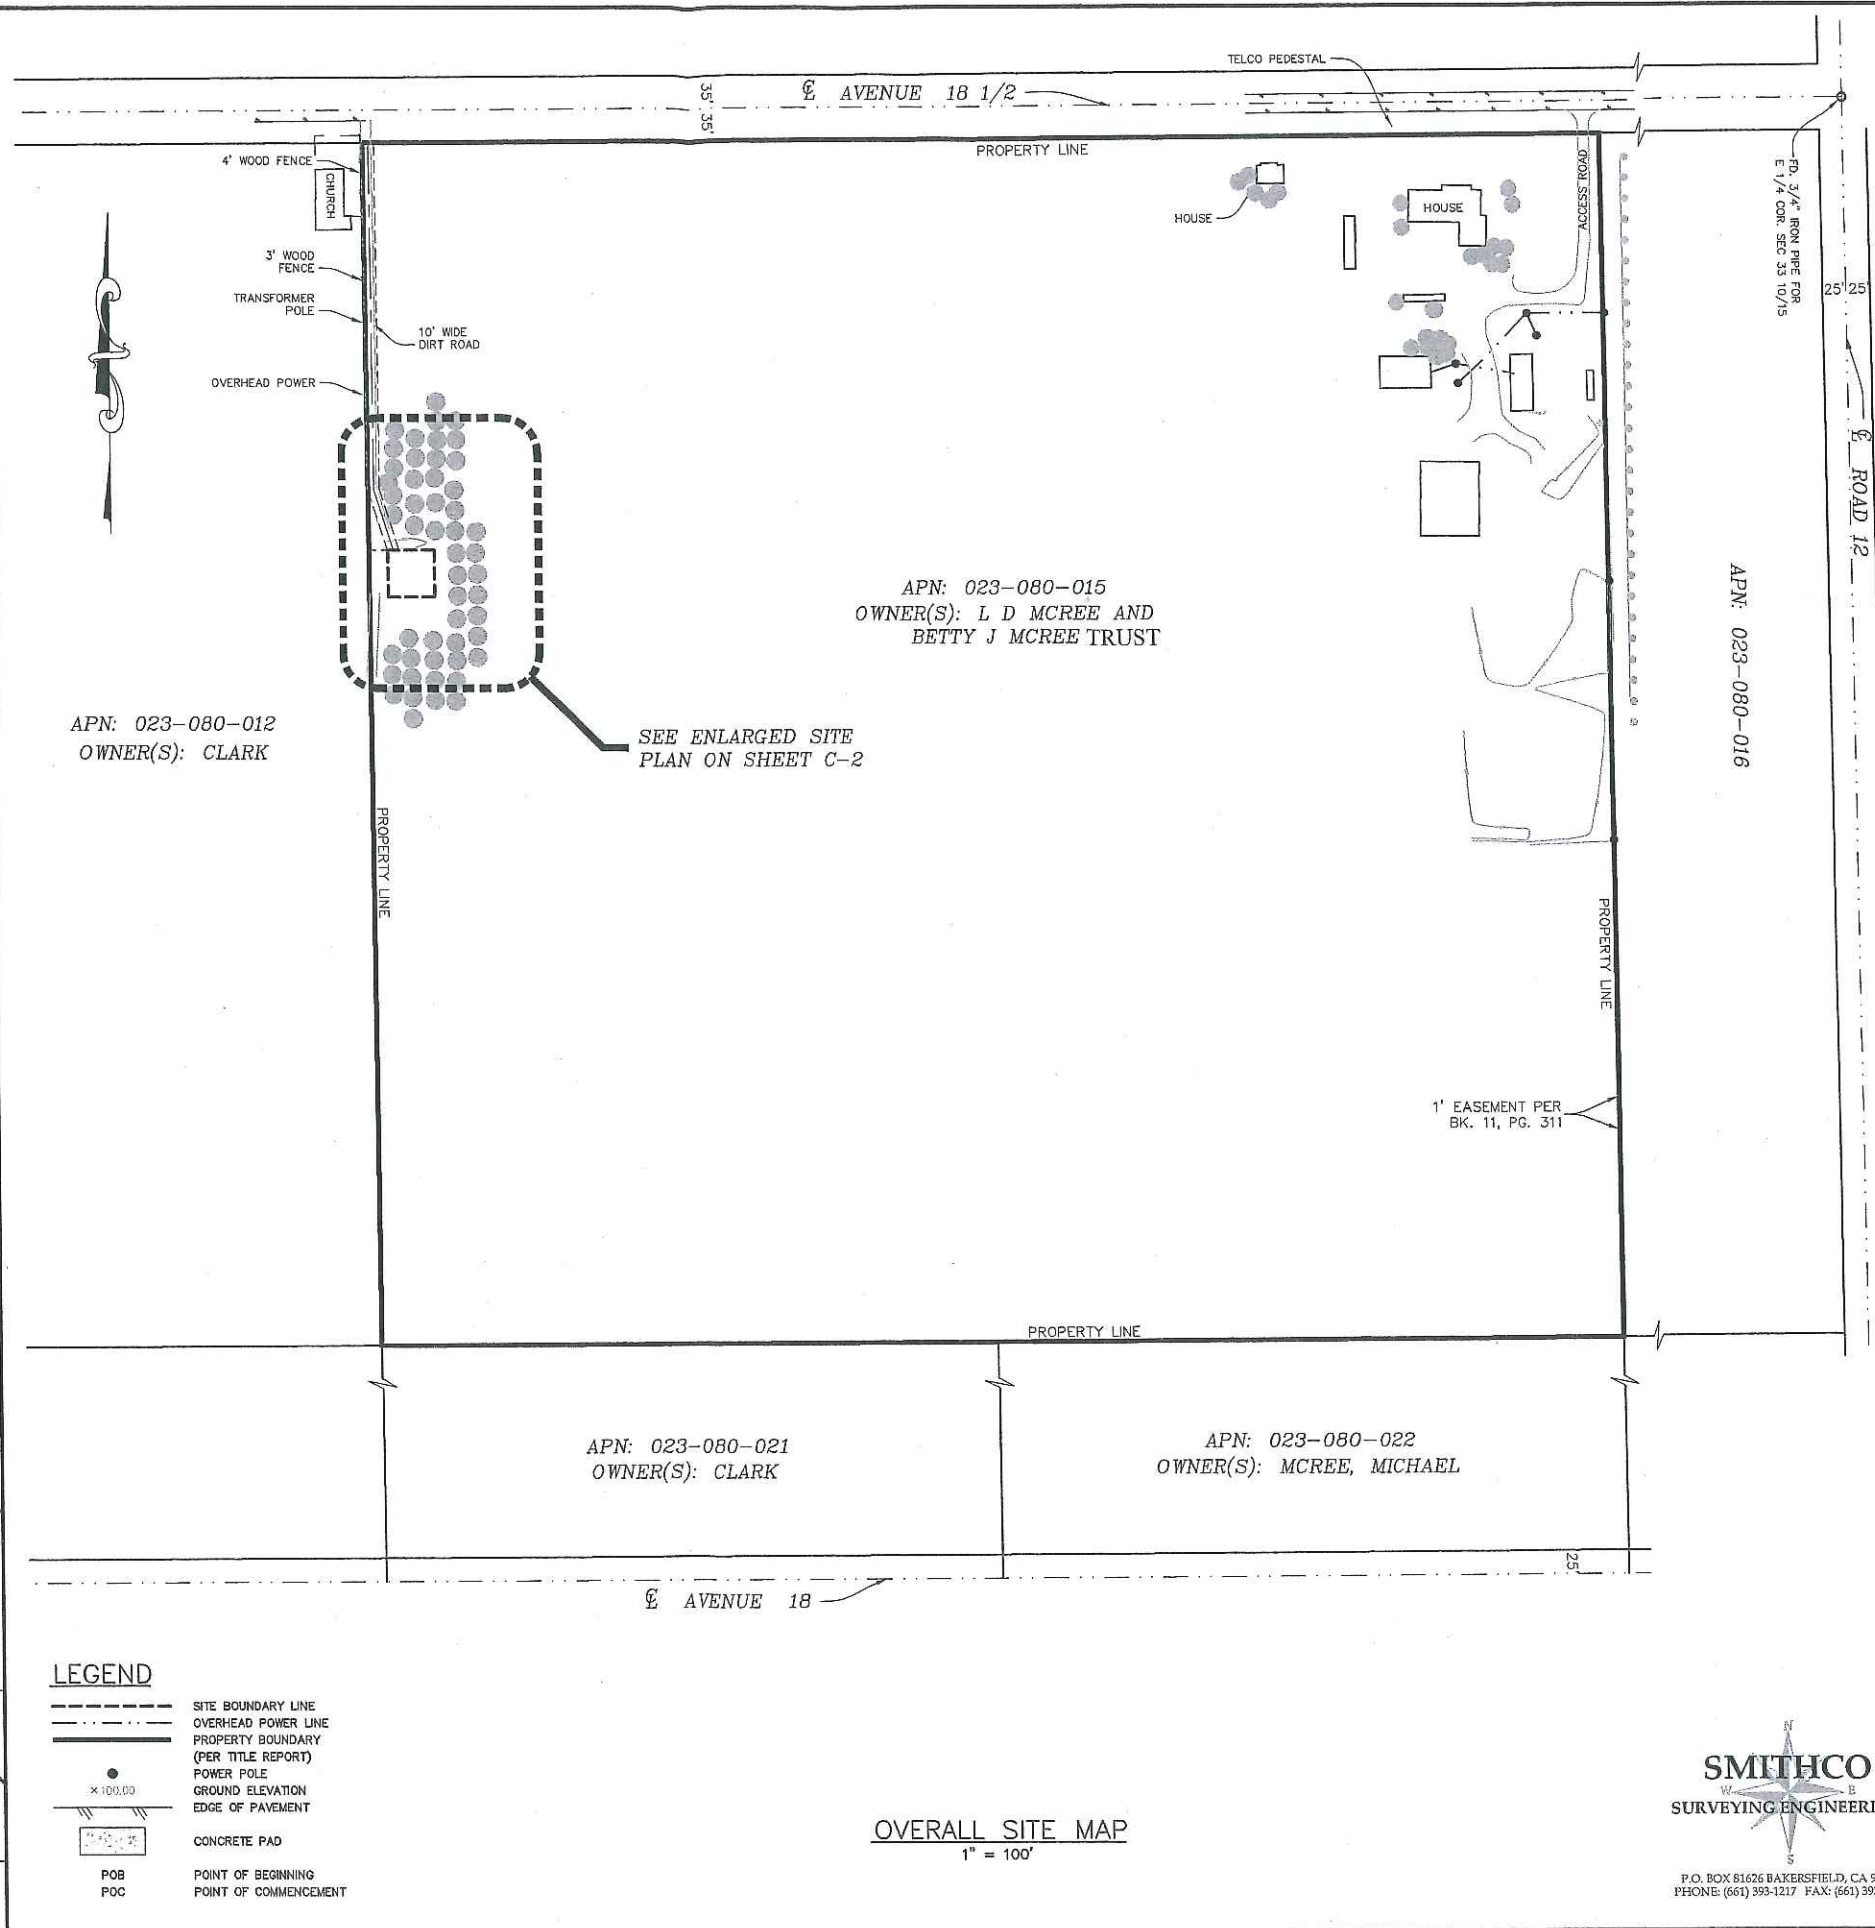 TELCO PEDESTAL
35' 35'
℄ AVENUE 18 1/2
PROPERTY LINE
4' WOOD FENCE
CHURCH
3' WOOD
FENCE
TRANSFORMER
POLE
10' WIDE
DIRT ROAD
OVERHEAD POWER
HOUSE
HOUSE
ACCESS ROAD
FD. 3/4" IRON PIPE FOR
E 1/4 COR. SEC 33 10/15
25' 25'
℄ ROAD 12
APN: 023-080-015
OWNER(S): L D MCREE AND
BETTY J MCREE TRUST
APN: 023-080-016
APN: 023-080-012
OWNER(S): CLARK
SEE ENLARGED SITE
PLAN ON SHEET C-2
PROPERTY LINE
PROPERTY LINE
1' EASEMENT PER
BK. 11, PG. 311
PROPERTY LINE
APN: 023-080-021
OWNER(S): CLARK
APN: 023-080-022
OWNER(S): MCREE, MICHAEL
25'
℄ AVENUE 18
LEGEND
SITE BOUNDARY LINE
OVERHEAD POWER LINE
PROPERTY BOUNDARY
(PER TITLE REPORT)
POWER POLE
×100.00 GROUND ELEVATION
EDGE OF PAVEMENT
CONCRETE PAD
POB POINT OF BEGINNING
POC POINT OF COMMENCEMENT
OVERALL SITE MAP
1" = 100'
N
SMITHCO
W E
SURVEYING ENGINEERI
S
P.O. BOX 81626 BAKERSFIELD, CA 9
PHONE: (661) 393-1217 FAX: (661) 39